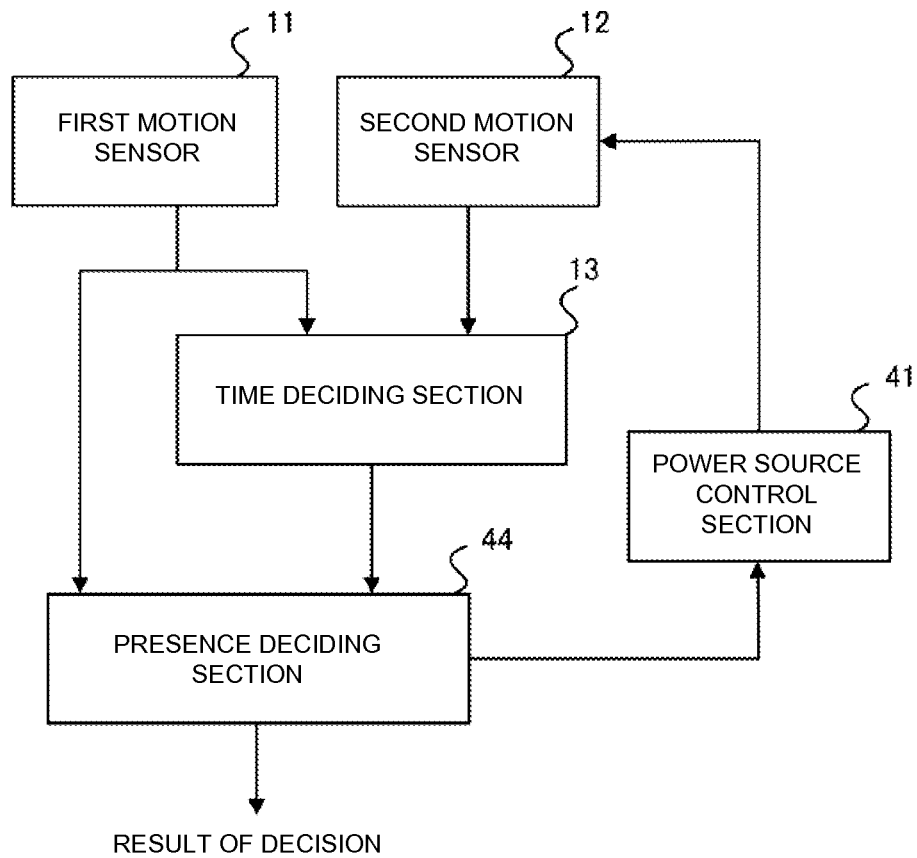 11
12
FIRST MOTION
SENSOR
SECOND MOTION
SENSOR
13
TIME DECIDING SECTION
41
POWER SOURCE
CONTROL
SECTION
44
PRESENCE DECIDING
SECTION
RESULT OF DECISION